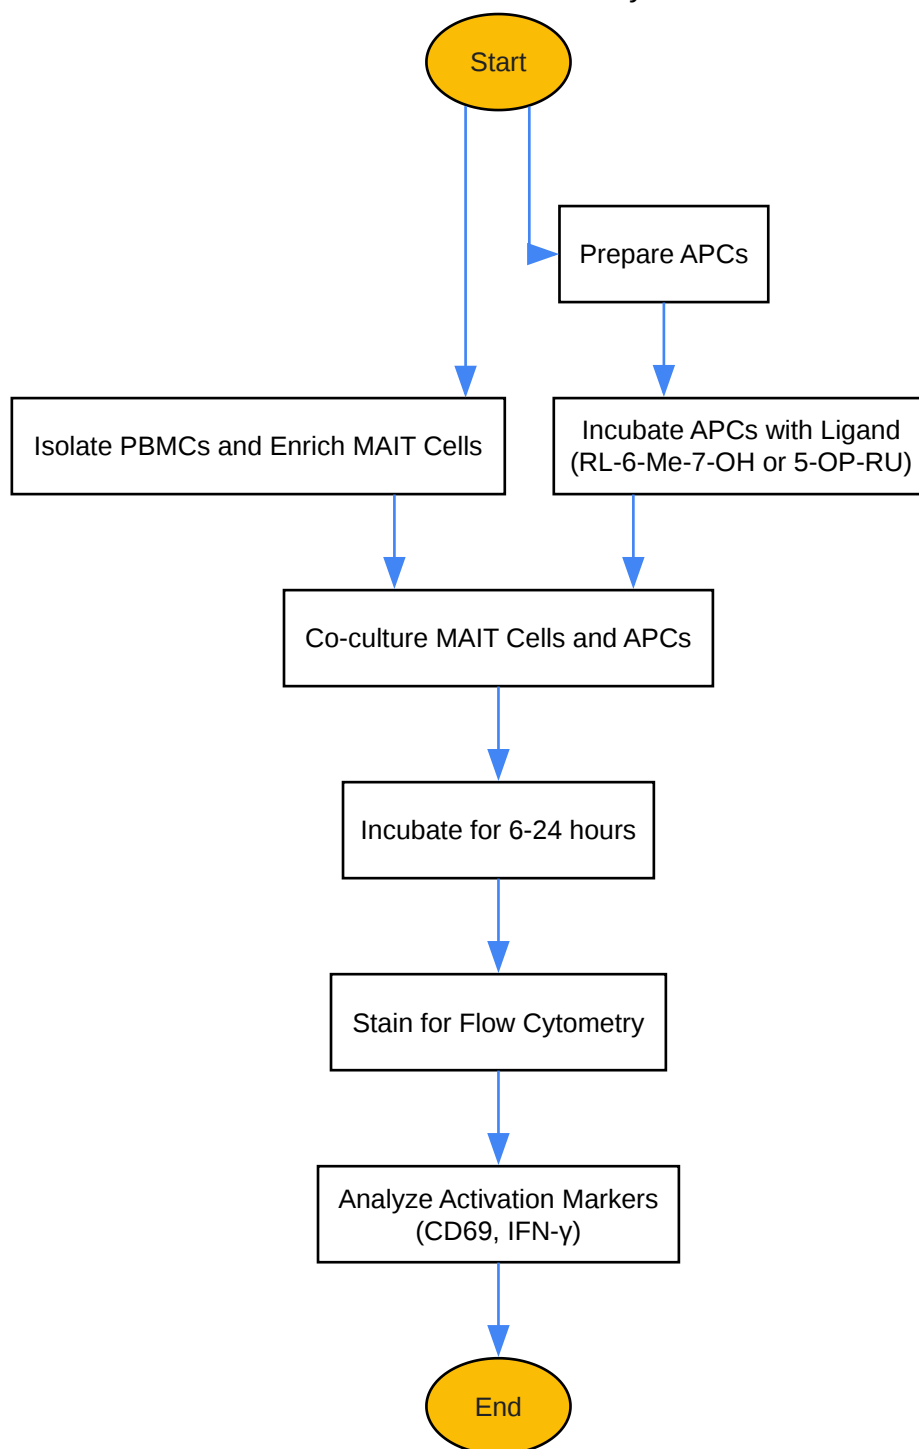 Start
Prepare APCs
Isolate PBMCs and Enrich MAIT Cells
Incubate APCs with Ligand
(RL-6-Me-7-OH or 5-OP-RU)
Co-culture MAIT Cells and APCs
Incubate for 6-24 hours
Stain for Flow Cytometry
Analyze Activation Markers
(CD69, IFN-γ)
End